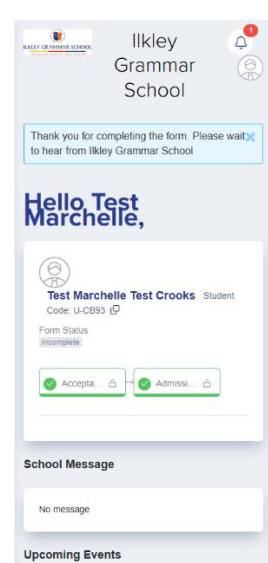 ILKLEY GRAMMAR SCHOOL
Ilkley
Grammar
School
1
Thank you for completing the form. Please wait
to hear from Ilkley Grammar School
Hello Test
Marchelle,
Test Marchelle Test Crooks Student
Code: U-CB93
Form Status
Incomplete
Accepta... Admissi...
School Message
No message
Upcoming Events